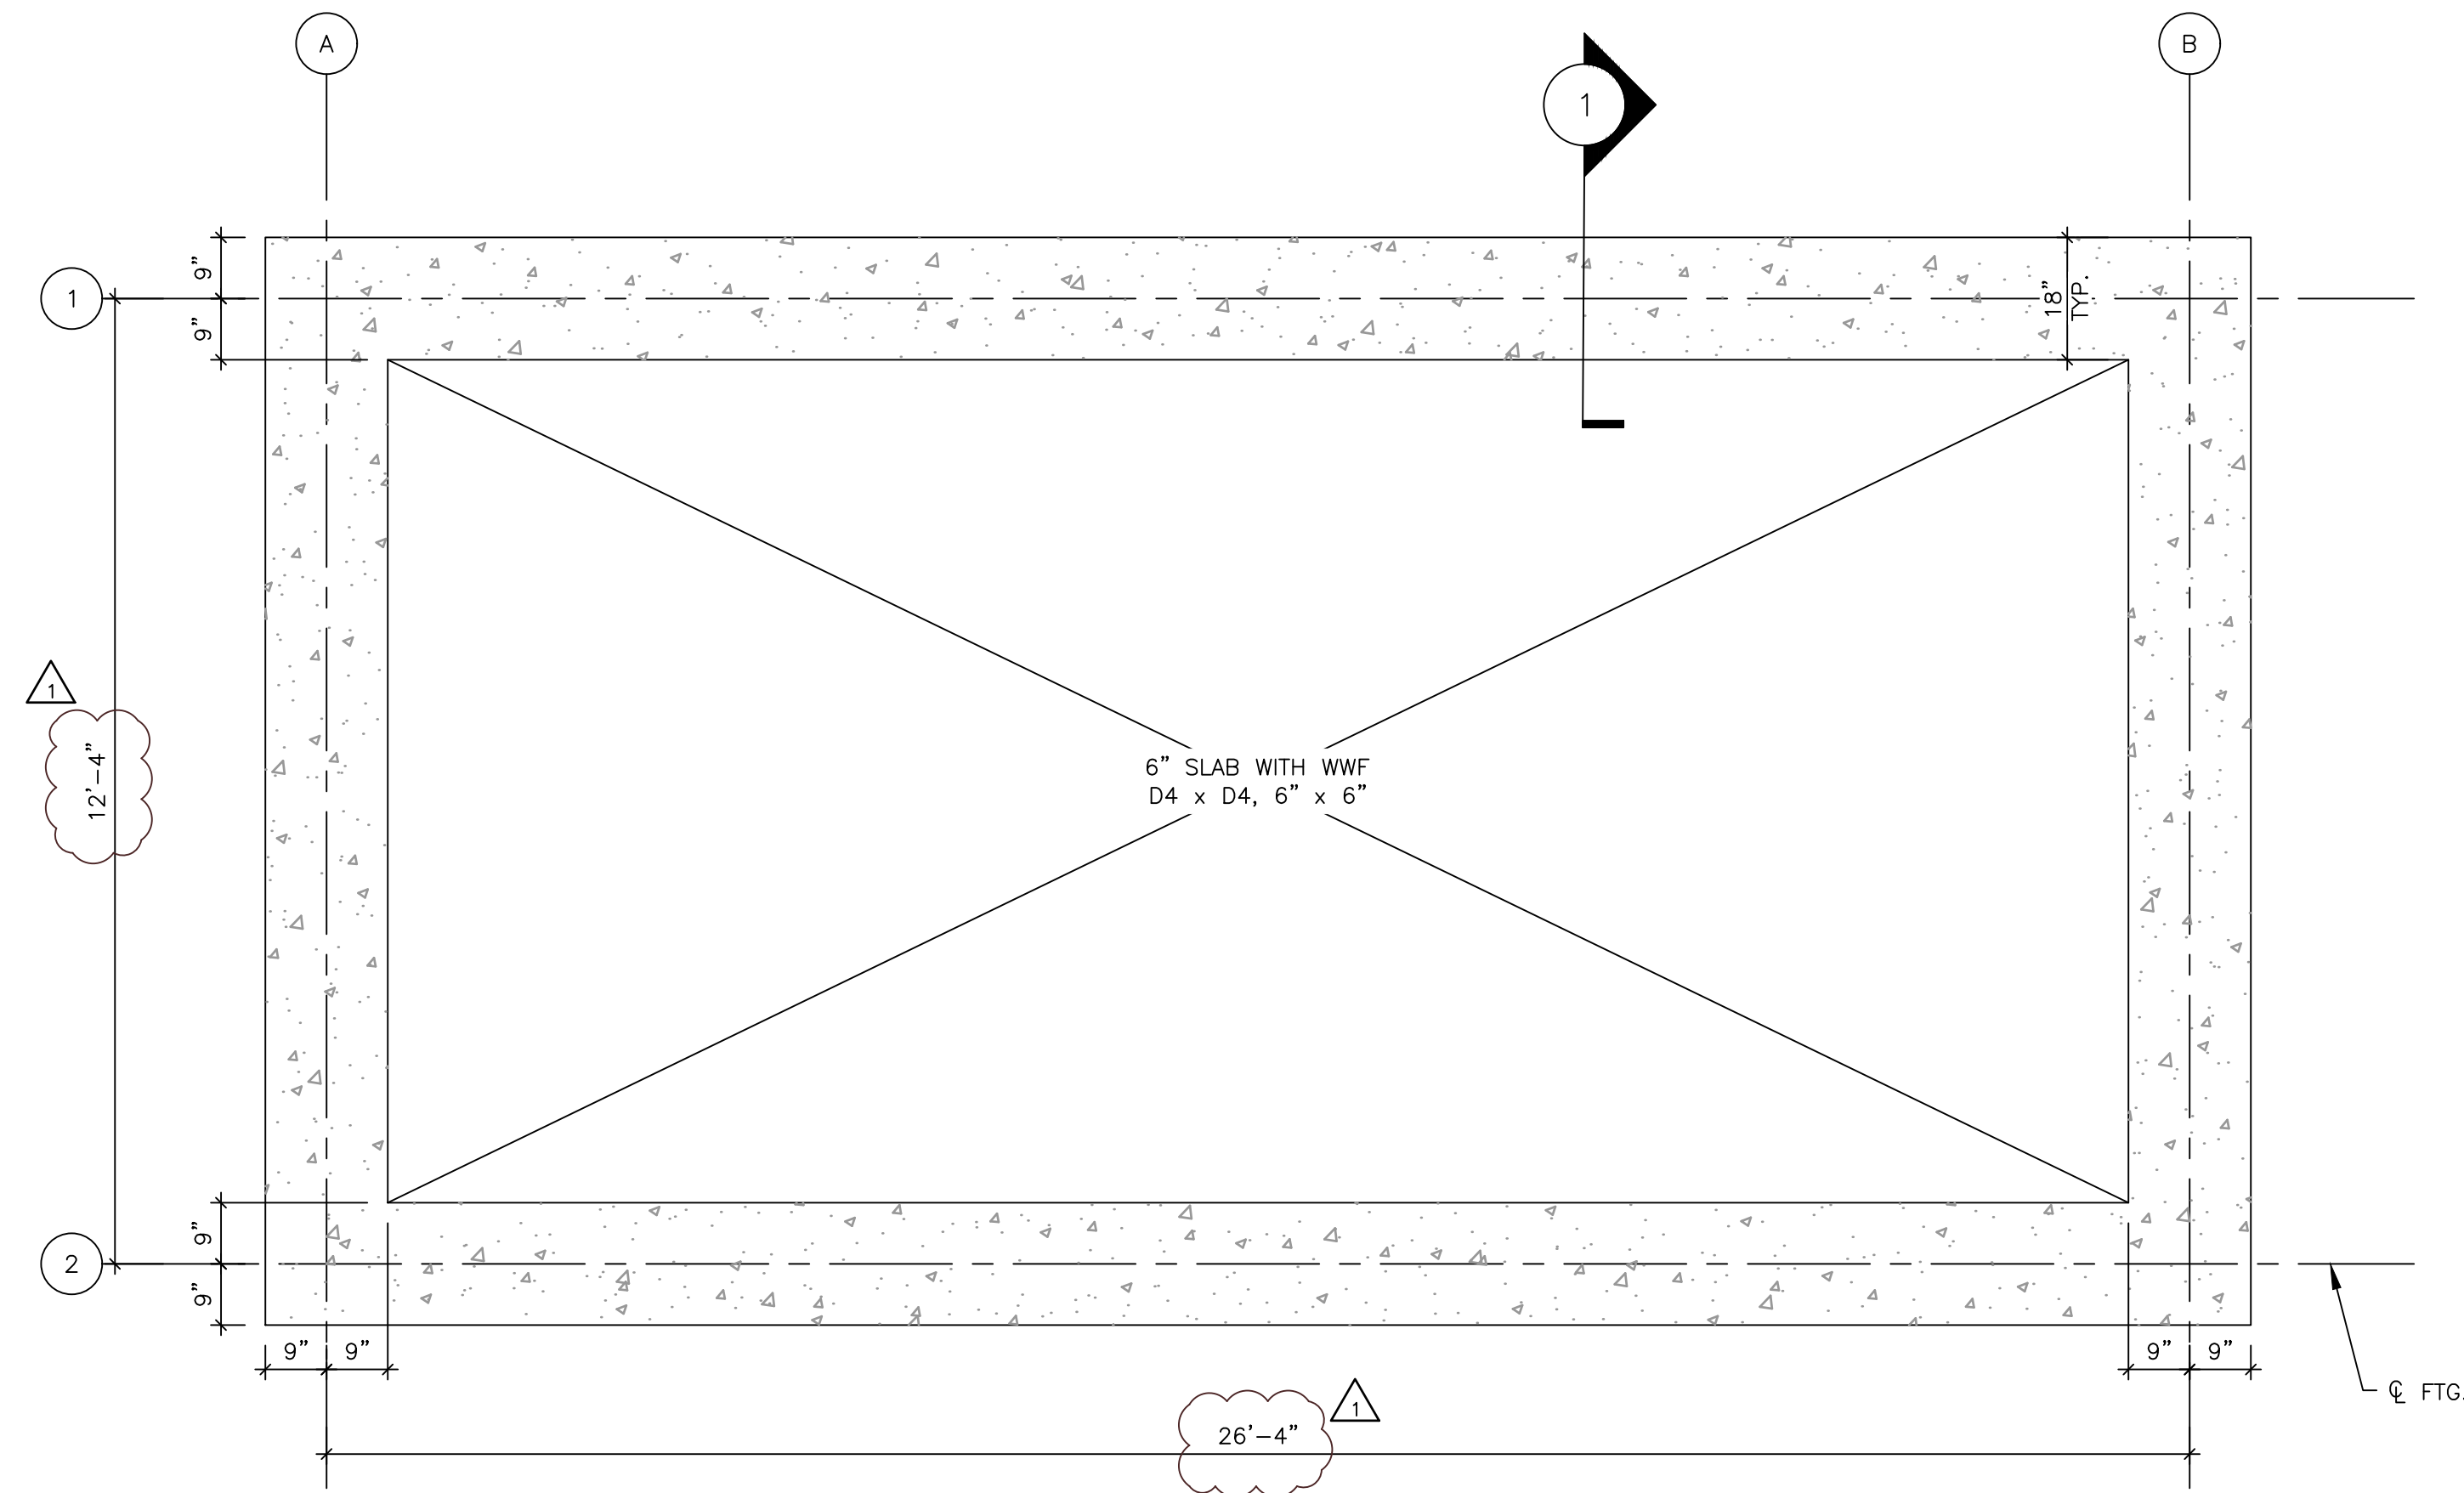 A
B
1
9”
1
9”
18”
TYP.
1
12'-4”
6” SLAB WITH WWF
D4 x D4, 6” x 6”
9”
2
9”
9” 9”
9” 9”
℄ FTG.
1
26'-4”